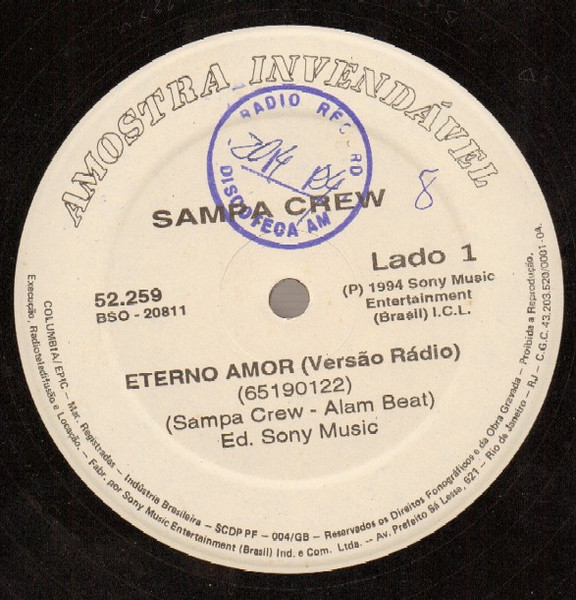 AMOSTRA INVENDÁVEL
RADIO RECORD
DISCOTECA AM
8
SAMPA CREW
Lado 1
52.259
BSO - 20811
(P) 1994 Sony Music
Entertainment
(Brasil) I.C.L.
ETERNO AMOR (Versão Rádio)
(65190122)
(Sampa Crew - Alam Beat)
Ed. Sony Music
COLUMBIA/EPIC - Mar. Registradas - Indústria Brasileira - SCDP PF - 004/GB - Reservados os Direitos Fonográficos e da Obra Gravada - Proibida a Reprodução,
Execução, Radioteledifusão e Locação. - Fabr. por Sony Music Entertainment (Brasil) Ind. e Com. Ltda. -- Av. Prefeito Sá Lessa, 621 - Rio de Janeiro - RJ - C.G.C. 43.203.520/0001-04.